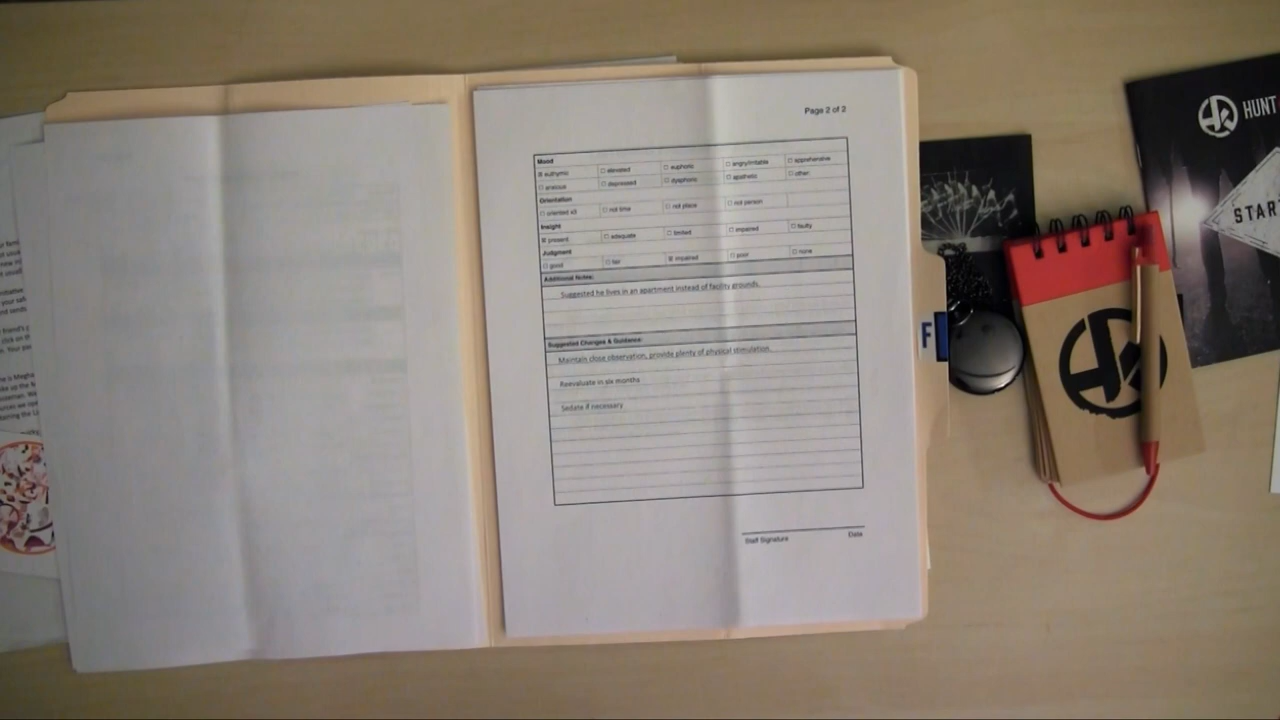 Page 2 of 2
Mood
☒ euthymic ☐ elevated ☐ euphoric ☐ angry/irritable ☐ apprehensive
☐ anxious ☐ depressed ☐ dysphoric ☐ apathetic ☐ other
Orientation
☐ oriented x3 ☐ not time ☐ not place ☐ not person
Insight
☒ present ☐ adequate ☐ limited ☐ impaired ☐ faulty
Judgment
☐ good ☐ fair ☒ impaired ☐ poor ☐ none
Additional Notes:
Suggested he lives in an apartment instead of facility grounds.
Suggested Changes & Guidance:
Maintain close observation, provide plenty of physical stimulation.
Reevaluate in six months
Sedate if necessary
Staff Signature Date
F
HUNT
START